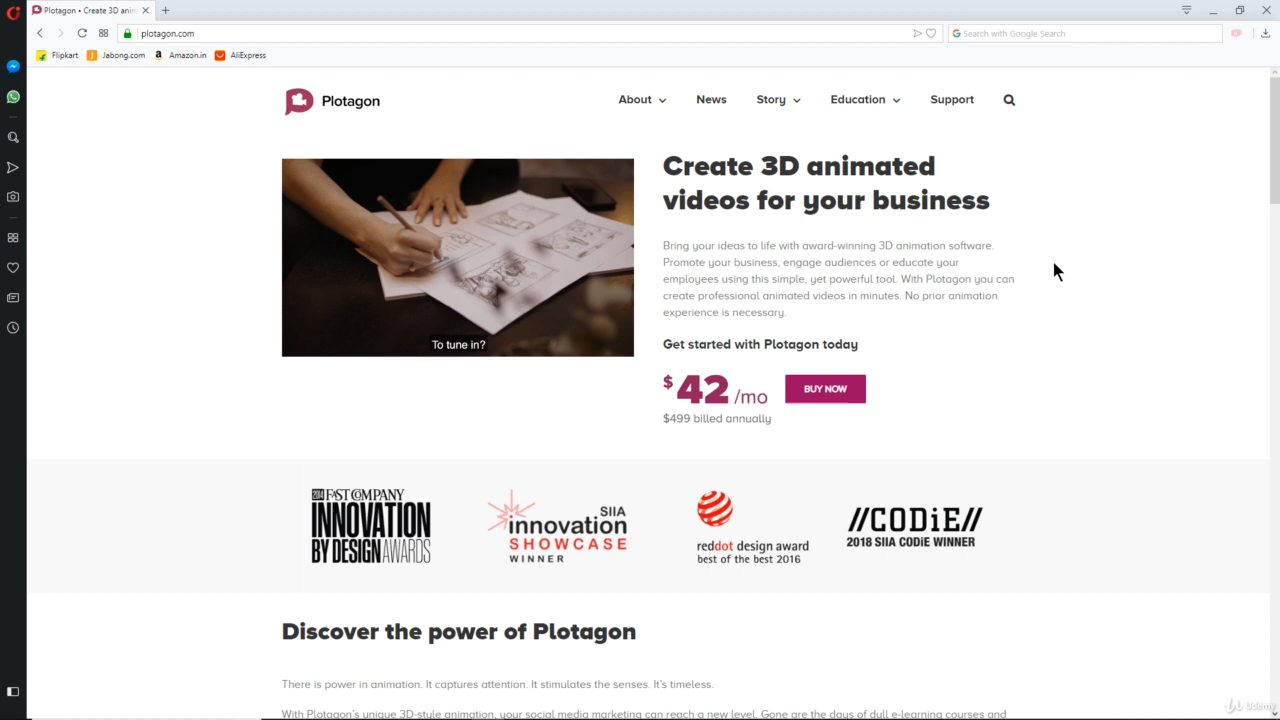 Plotagon • Create 3D anim
plotagon.com
Search with Google Search
Flipkart
Jabong.com
Amazon.in
AliExpress
Plotagon
About
News
Story
Education
Support
Create 3D animated
videos for your business
Bring your ideas to life with award-winning 3D animation software.
Promote your business, engage audiences or educate your
employees using this simple, yet powerful tool. With Plotagon you can
create professional animated videos in minutes. No prior animation
experience is necessary.
To tune in?
Get started with Plotagon today
$42 /mo
BUY NOW
$499 billed annually
2014 FAST COMPANY
INNOVATION
BY DESIGN AWARDS
SIIA
innovation
SHOWCASE
WINNER
reddot design award
best of the best 2016
//CODiE//
2018 SIIA CODiE WINNER
Discover the power of Plotagon
There is power in animation. It captures attention. It stimulates the senses. It's timeless.
With Plotagon's unique 3D-style animation, your social media marketing can reach a new level. Gone are the days of dull e-learning courses and
Udemy